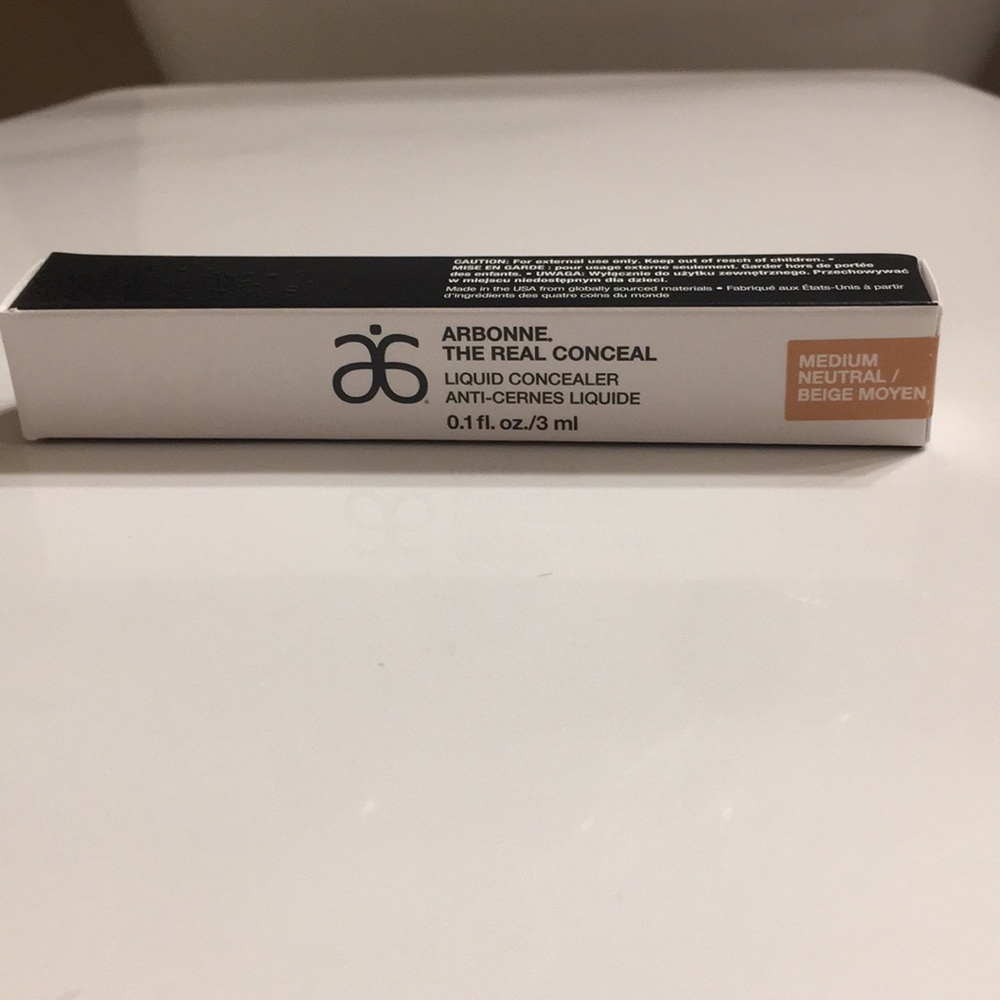 CAUTION: For external use only. Keep out of reach of children. •
MISE EN GARDE : pour usage externe seulement. Garder hors de portée
des enfants. • UWAGA: Wyłącznie do użytku zewnętrznego. Przechowywać
w miejscu niedostępnym dla dzieci.
Made in the USA from globally sourced materials • Fabriqué aux États-Unis à partir
d'ingrédients des quatre coins du monde
ARBONNE.
THE REAL CONCEAL
LIQUID CONCEALER
ANTI-CERNES LIQUIDE
0.1 fl. oz./3 ml
MEDIUM
NEUTRAL /
BEIGE MOYEN